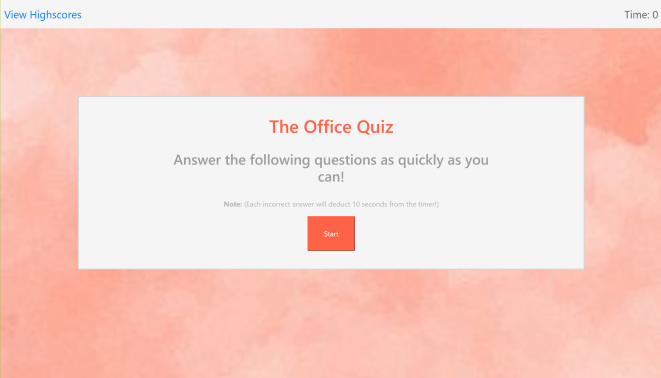 View Highscores
Time: 0
The Office Quiz
Answer the following questions as quickly as you
can!
Note: (Each incorrect answer will deduct 10 seconds from the timer!)
Start